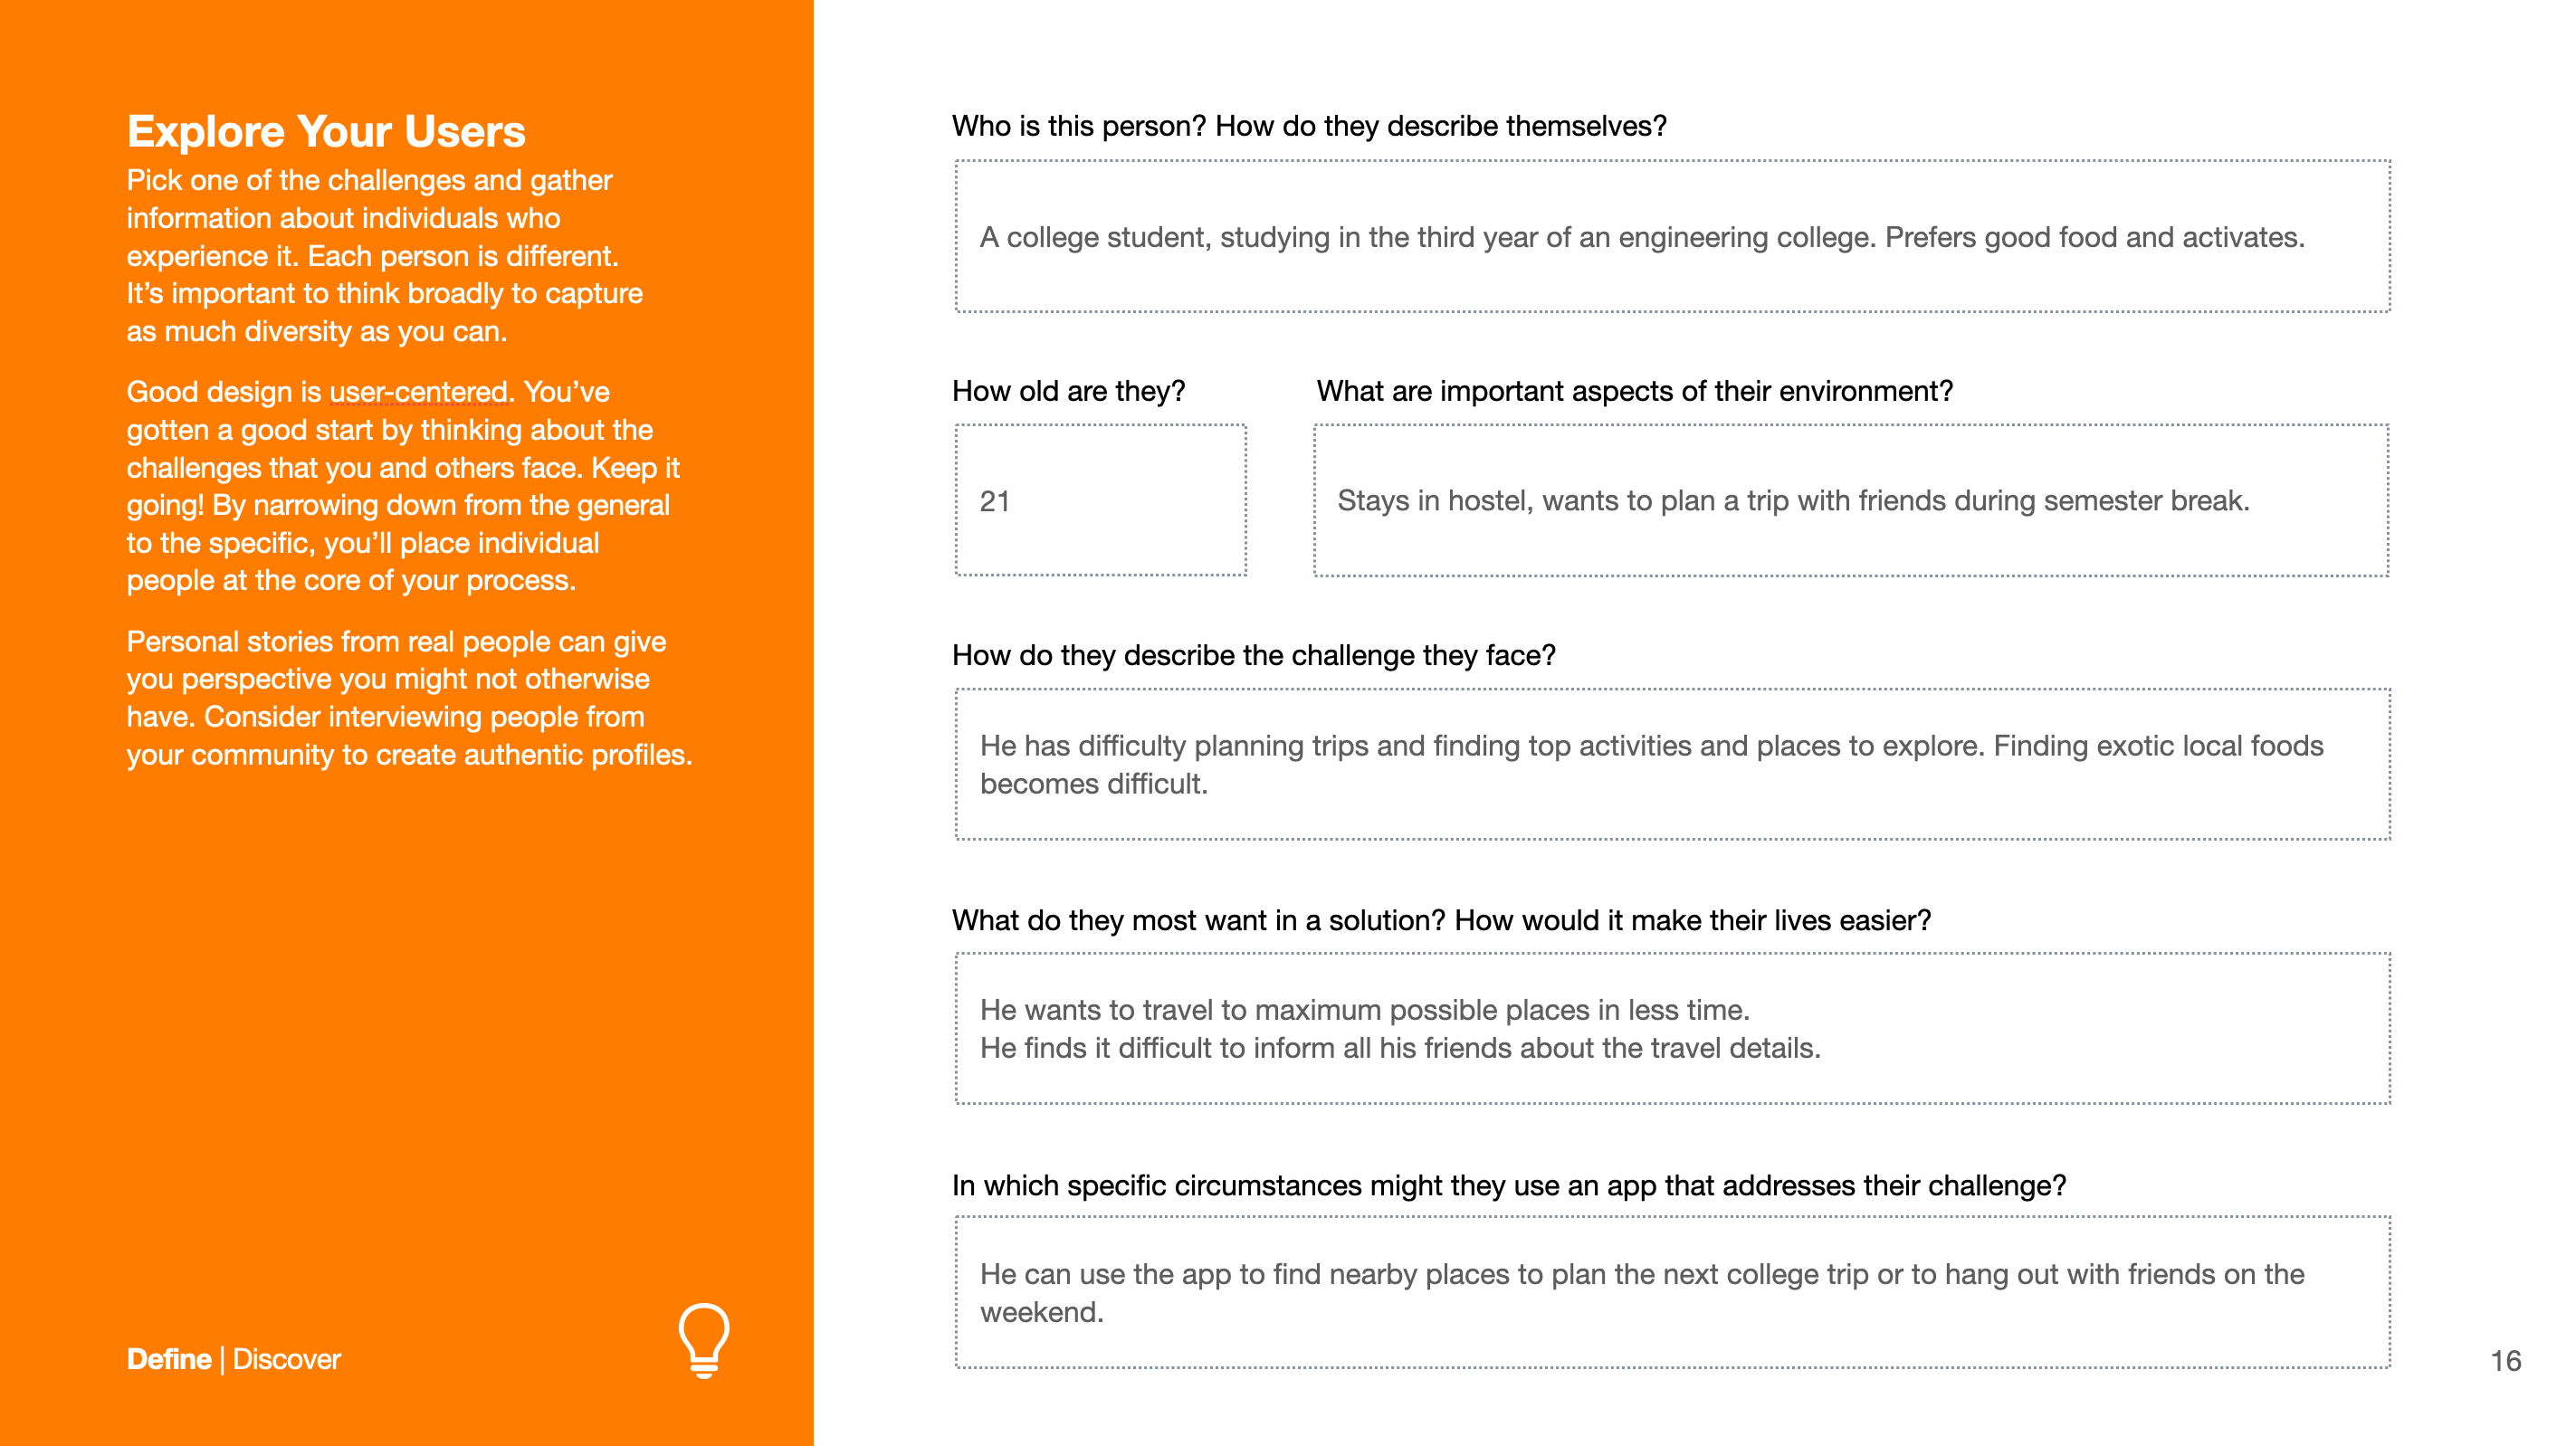 Explore Your Users
Pick one of the challenges and gather
information about individuals who
experience it. Each person is different.
It’s important to think broadly to capture
as much diversity as you can.
Good design is user-centered. You’ve
gotten a good start by thinking about the
challenges that you and others face. Keep it
going! By narrowing down from the general
to the specific, you’ll place individual
people at the core of your process.
Personal stories from real people can give
you perspective you might not otherwise
have. Consider interviewing people from
your community to create authentic profiles.
Define | Discover
Who is this person? How do they describe themselves?
A college student, studying in the third year of an engineering college. Prefers good food and activates.
How old are they?
21
What are important aspects of their environment?
Stays in hostel, wants to plan a trip with friends during semester break.
How do they describe the challenge they face?
He has difficulty planning trips and finding top activities and places to explore. Finding exotic local foods
becomes difficult.
What do they most want in a solution? How would it make their lives easier?
He wants to travel to maximum possible places in less time.
He finds it difficult to inform all his friends about the travel details.
In which specific circumstances might they use an app that addresses their challenge?
He can use the app to find nearby places to plan the next college trip or to hang out with friends on the
weekend.
16